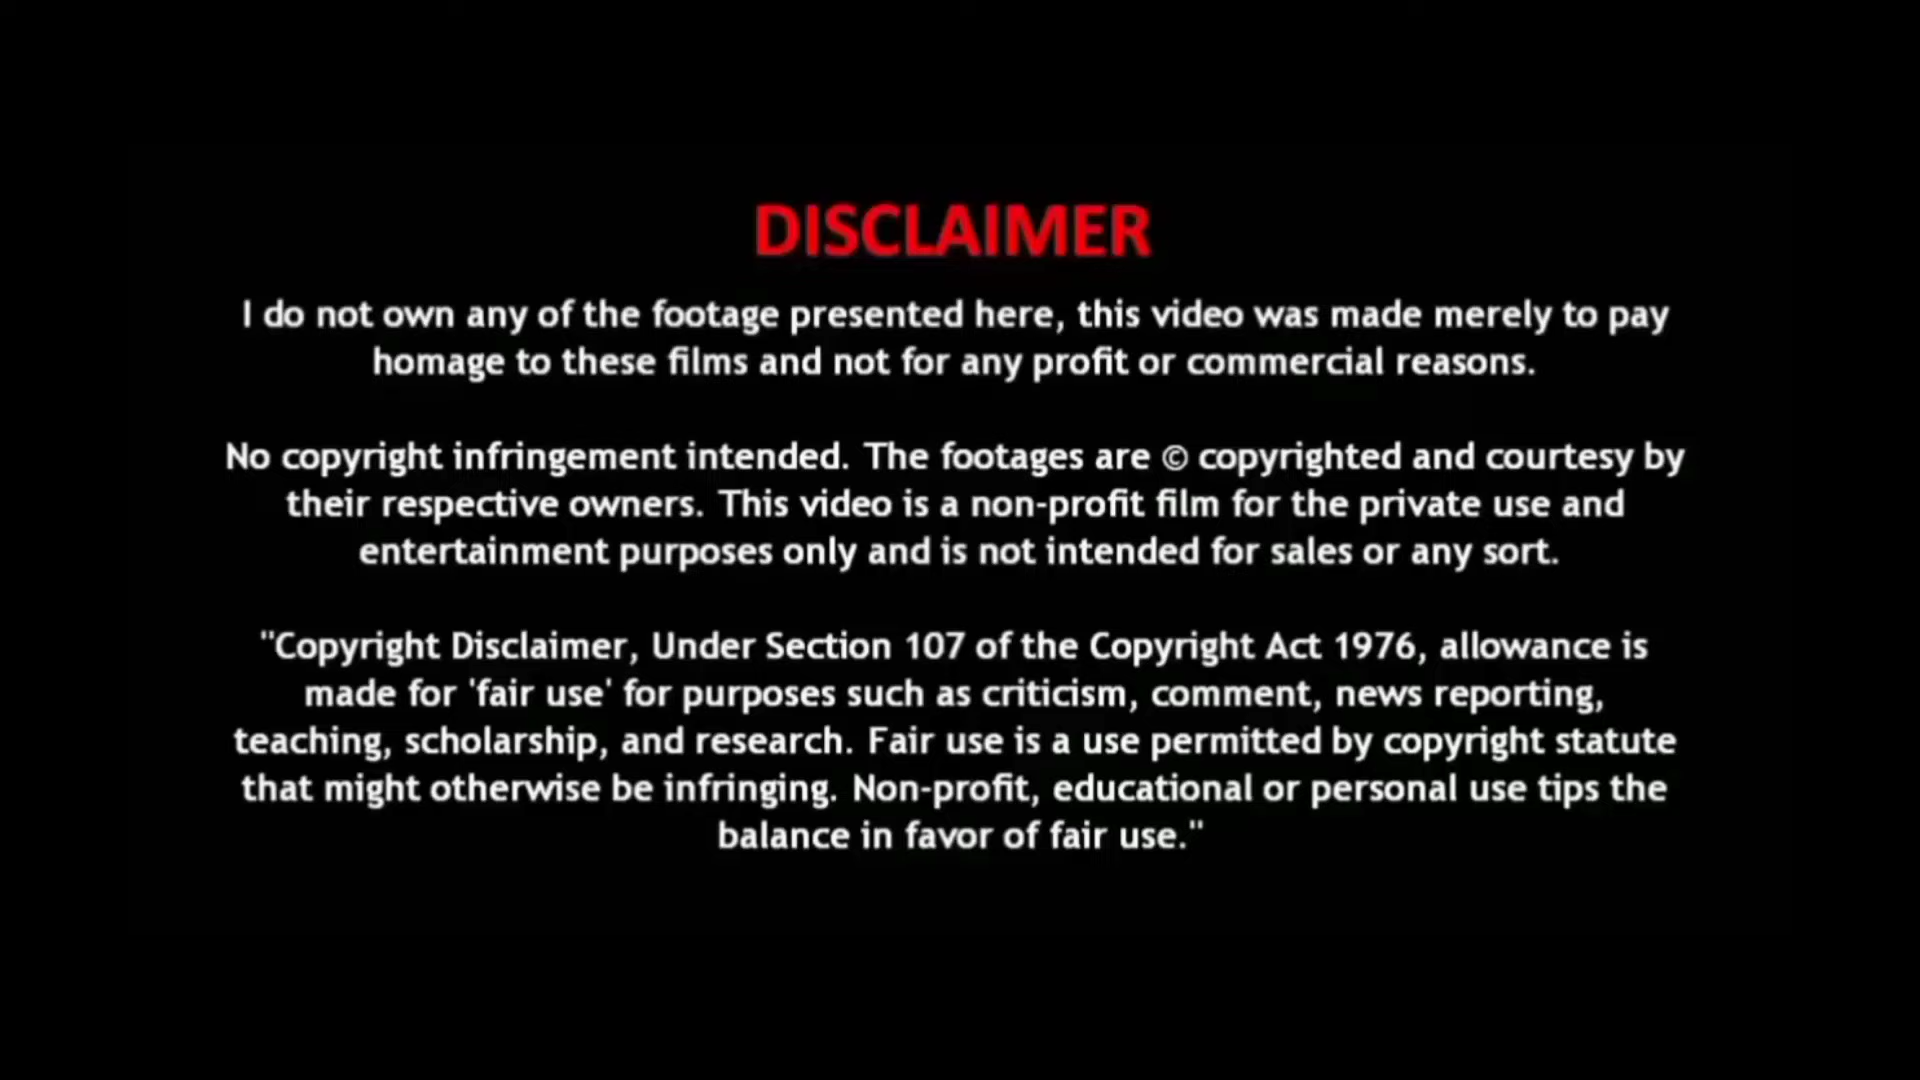 DISCLAIMER
I do not own any of the footage presented here, this video was made merely to pay
homage to these films and not for any profit or commercial reasons.
No copyright infringement intended. The footages are © copyrighted and courtesy by
their respective owners. This video is a non-profit film for the private use and
entertainment purposes only and is not intended for sales or any sort.
"Copyright Disclaimer, Under Section 107 of the Copyright Act 1976, allowance is
made for 'fair use' for purposes such as criticism, comment, news reporting,
teaching, scholarship, and research. Fair use is a use permitted by copyright statute
that might otherwise be infringing. Non-profit, educational or personal use tips the
balance in favor of fair use."